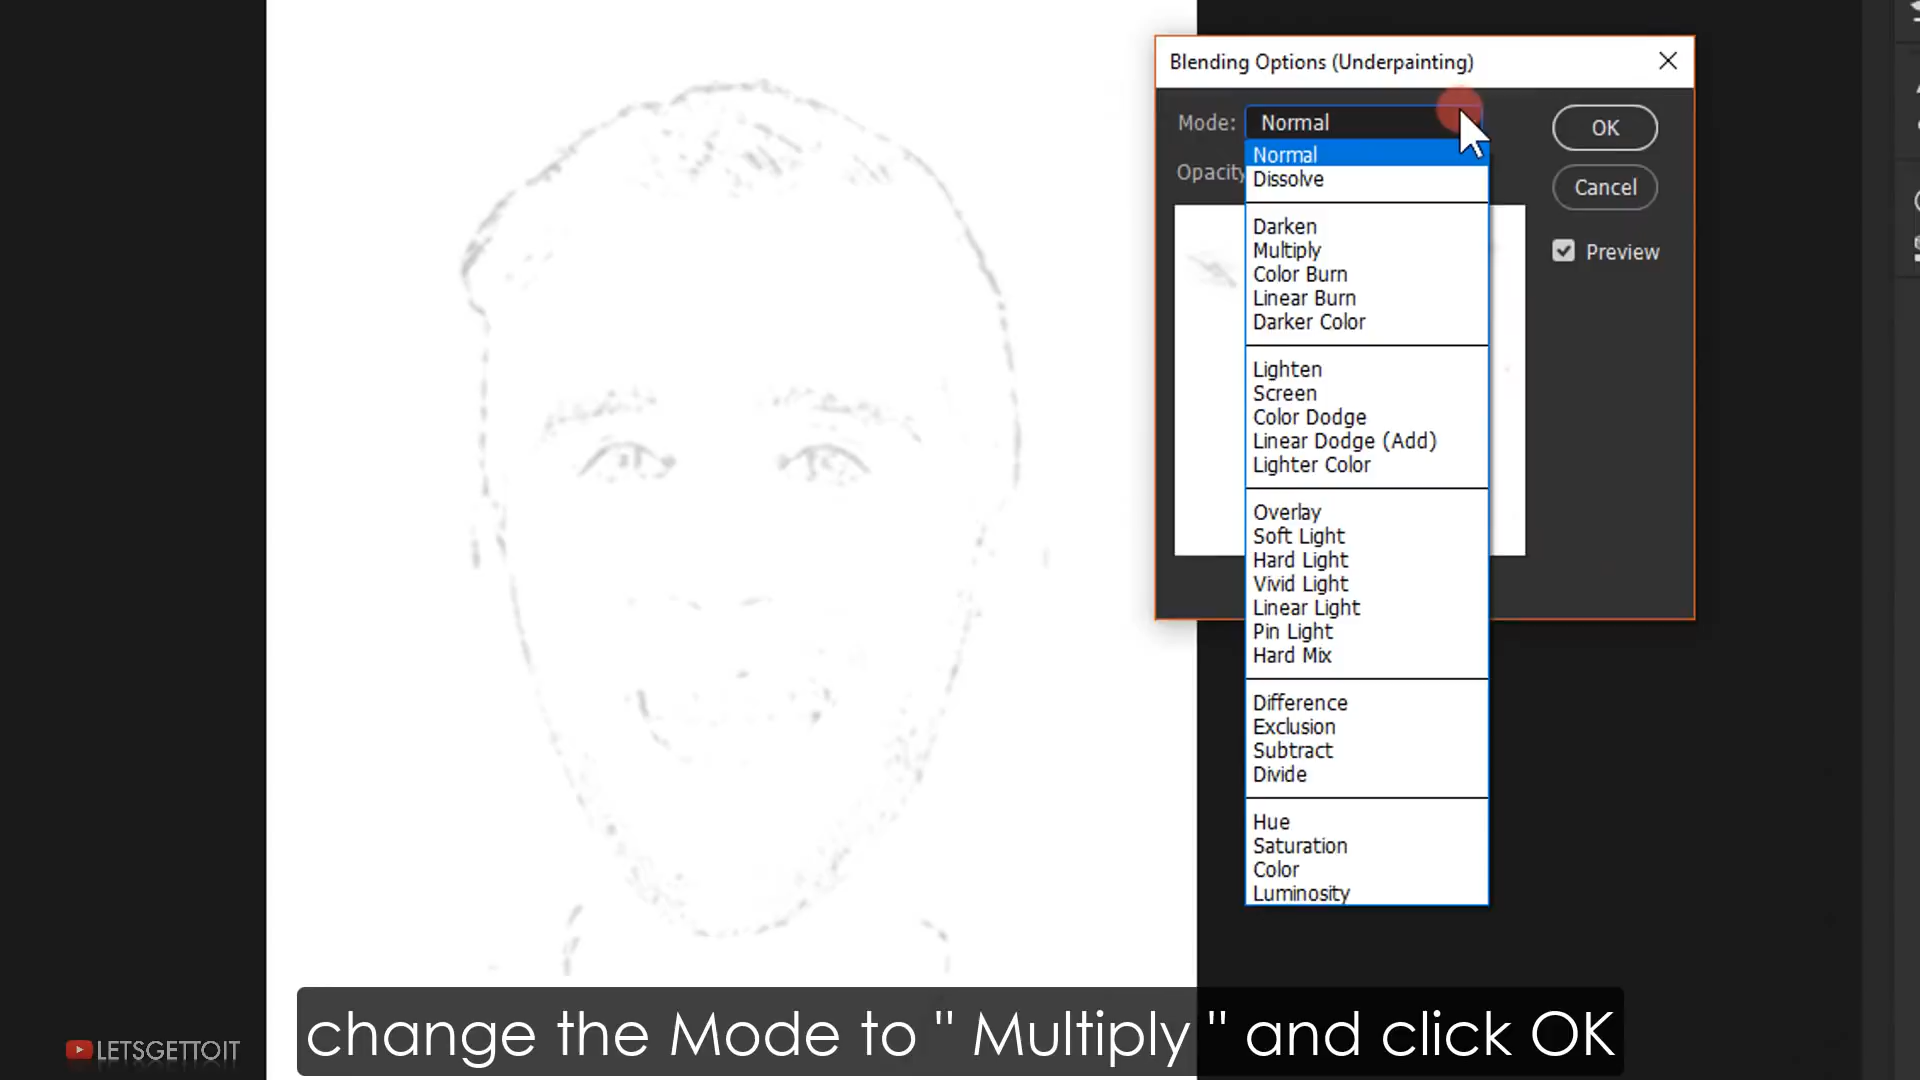 Blending Options (Underpainting)
Mode: Normal
OK
Normal
Dissolve
Opacity
Cancel
Darken
Multiply
Preview
Color Burn
Linear Burn
Darker Color
Lighten
Screen
Color Dodge
Linear Dodge (Add)
Lighter Color
Overlay
Soft Light
Hard Light
Vivid Light
Linear Light
Pin Light
Hard Mix
Difference
Exclusion
Subtract
Divide
Hue
Saturation
Color
Luminosity
change the Mode to " Multiply " and click OK
LETSGETTOIT